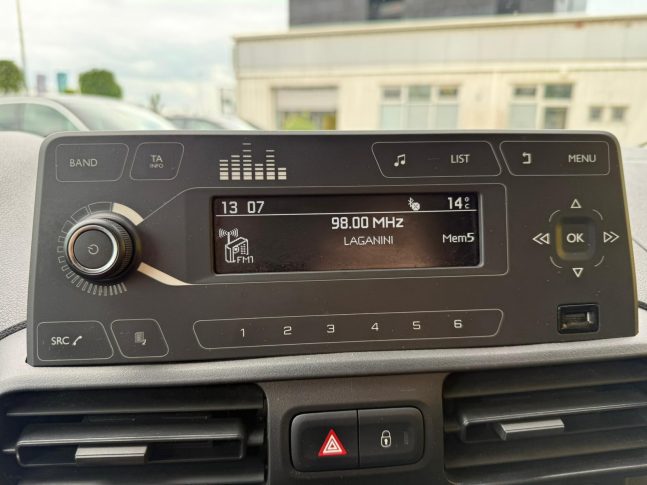 BAND
TA
INFO
LIST
MENU
13 07
14°C
98.00 MHz
LAGANINI
Mem5
FM1
OK
SRC
1 2 3 4 5 6